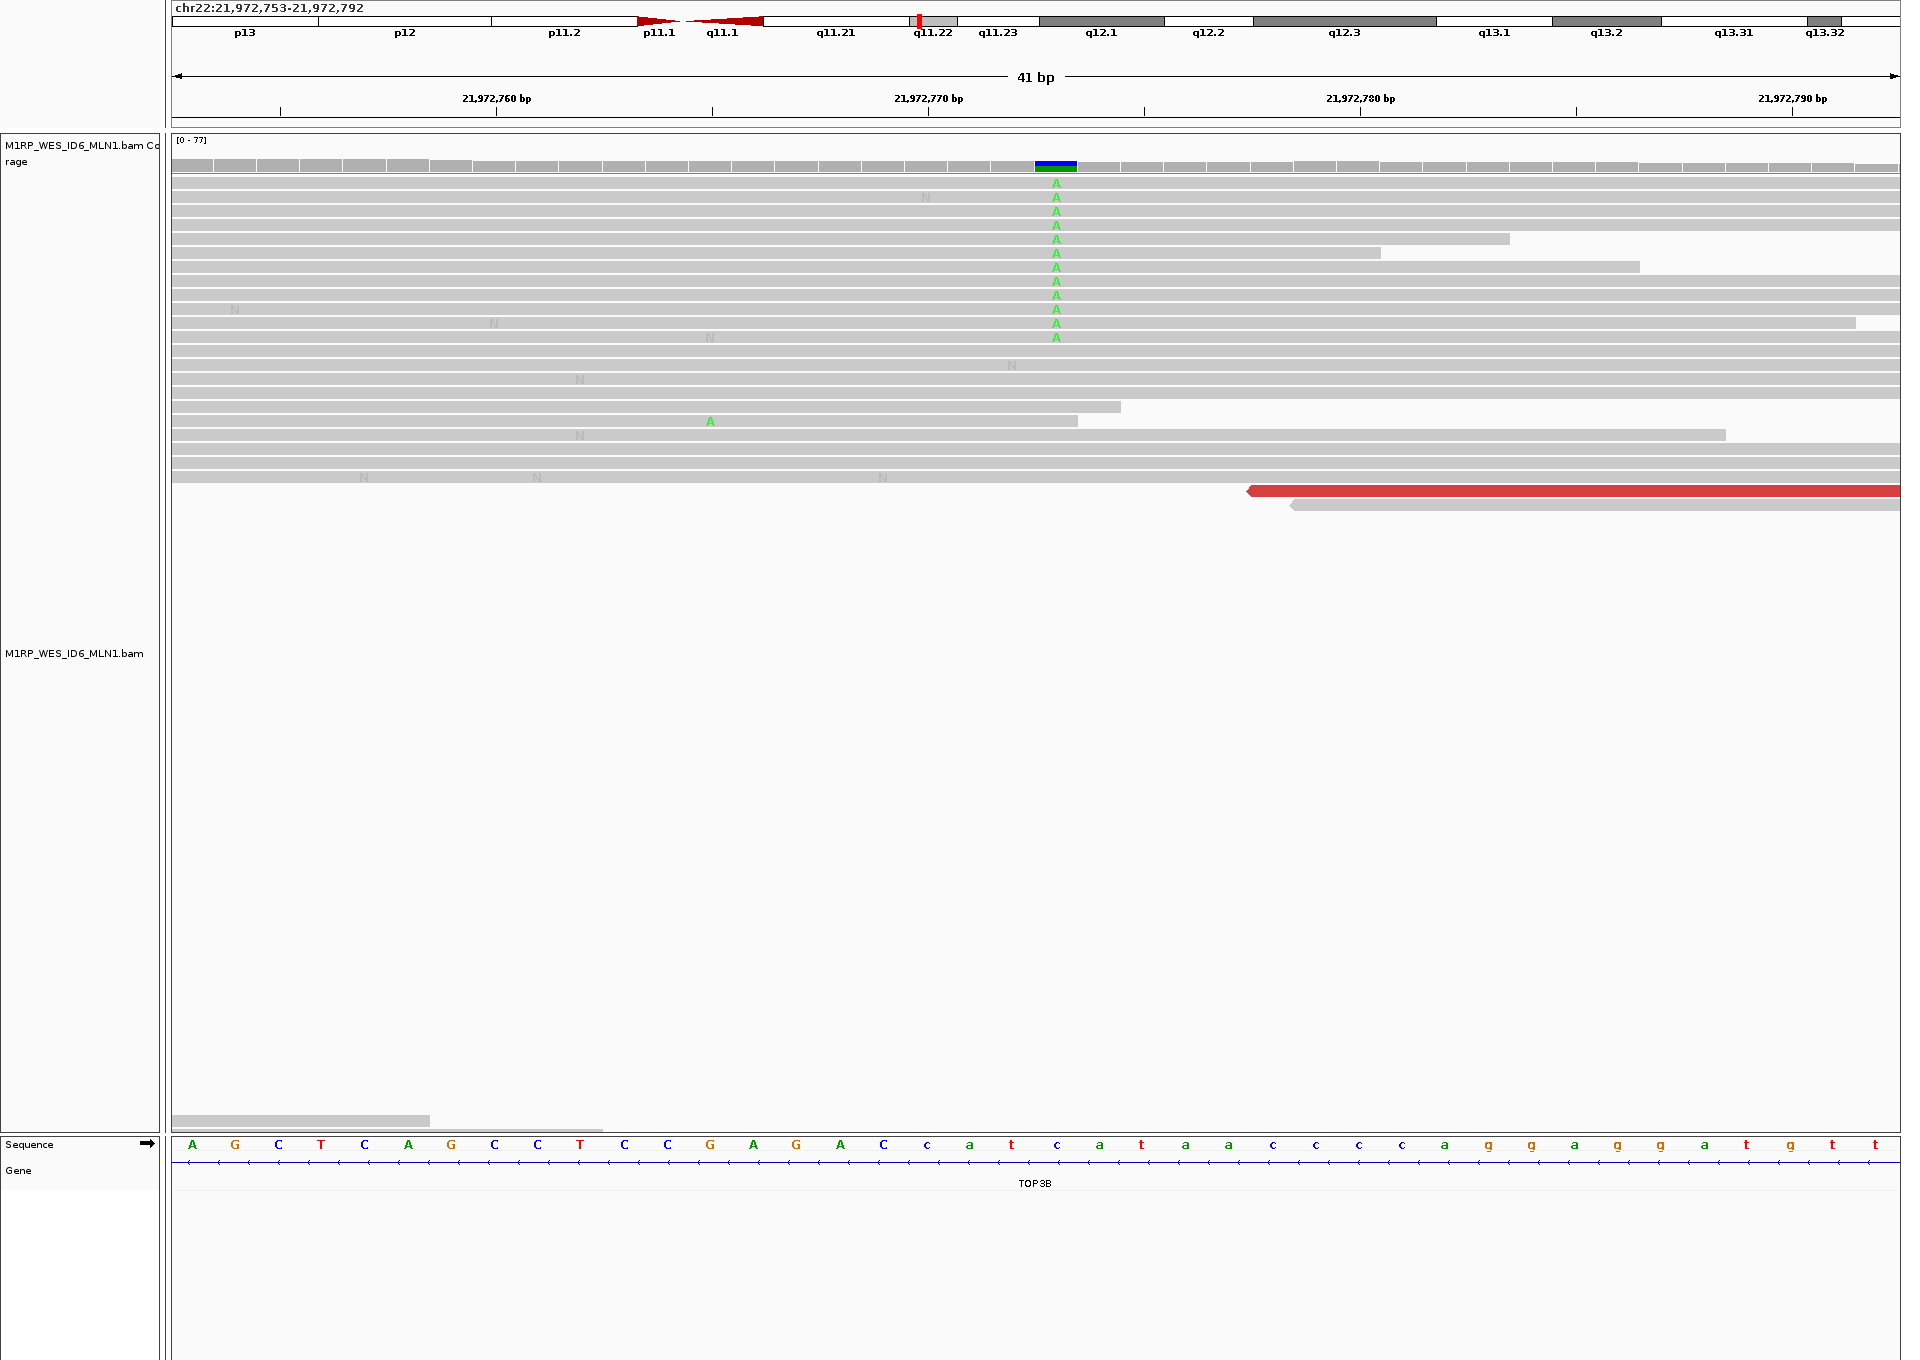 chr22:21,972,753-21,972,792
p13 p12 p11.2 p11.1 q11.1 q11.21 q11.22 q11.23 q12.1 q12.2 q12.3 q13.1 q13.2 q13.31 q13.32
41 bp
21,972,760 bp 21,972,770 bp 21,972,780 bp 21,972,790 bp
[0 - 77]
M1RP_WES_ID6_MLN1.bam Co
rage
A
N A
A
A
A
A
A
A
A
N A
N A
N A
N
N
A
N
N N N
M1RP_WES_ID6_MLN1.bam
Sequence A G C T C A G C C T C C G A G A C c a t c a t a a c c c c a g g a g g a t g t t
Gene
TOP3B